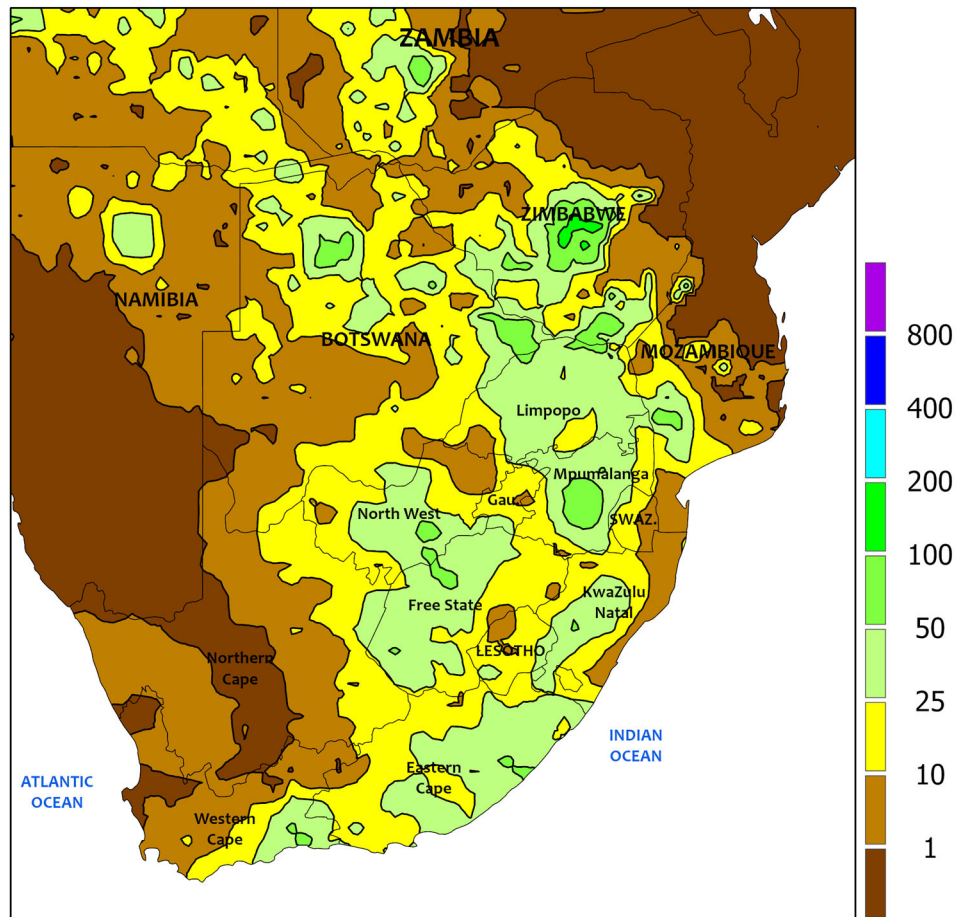 ZAMBIA
ZIMBABWE
NAMIBIA
BOTSWANA
MOZAMBIQUE
Limpopo
Mpumalanga
Gau.
North West
SWAZ.
KwaZulu
Natal
Free State
LESOTHO
Northern
Cape
INDIAN
OCEAN
ATLANTIC
OCEAN
Eastern
Cape
Western
Cape
800
400
200
100
50
25
10
1